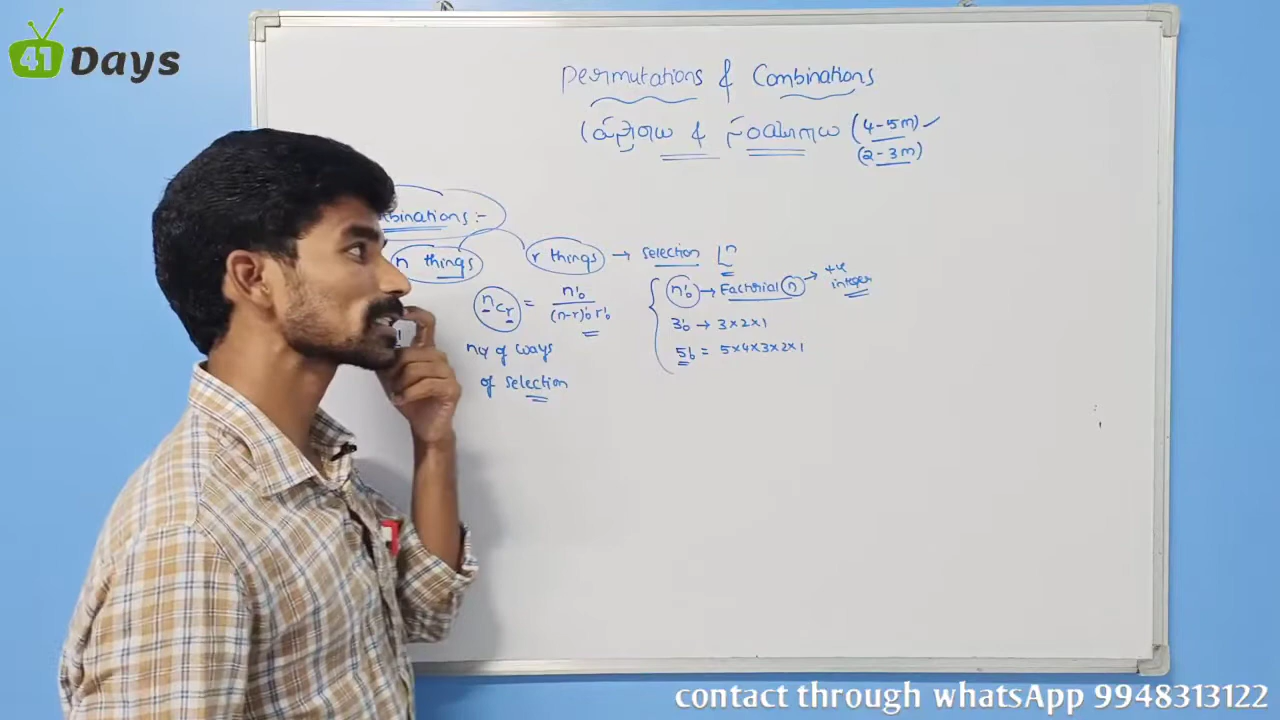 41 Days
Permutations & Combinations
& (4-5m)
(2-3m)
binations :-
n things r things → selection ⌊n
nCr = n! / (n-r)! r!
n! → Factorial n → +ve integer
3! → 3×2×1
5! = 5×4×3×2×1
of ways
of selection
contact through whatsApp 9948313122